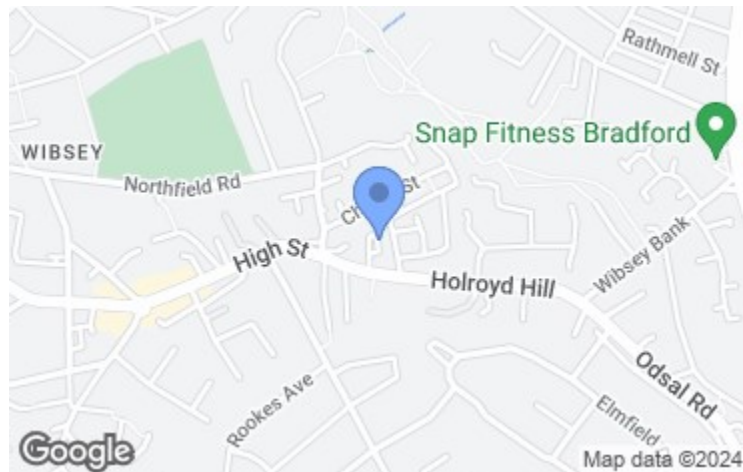 Rathmell St
Snap Fitness Bradford
WIBSEY
Northfield Rd
High St
Holroyd Hill
Wibsey Bank
Odsal Rd
Rookes Ave
Elmfield
Google
Map data ©2024